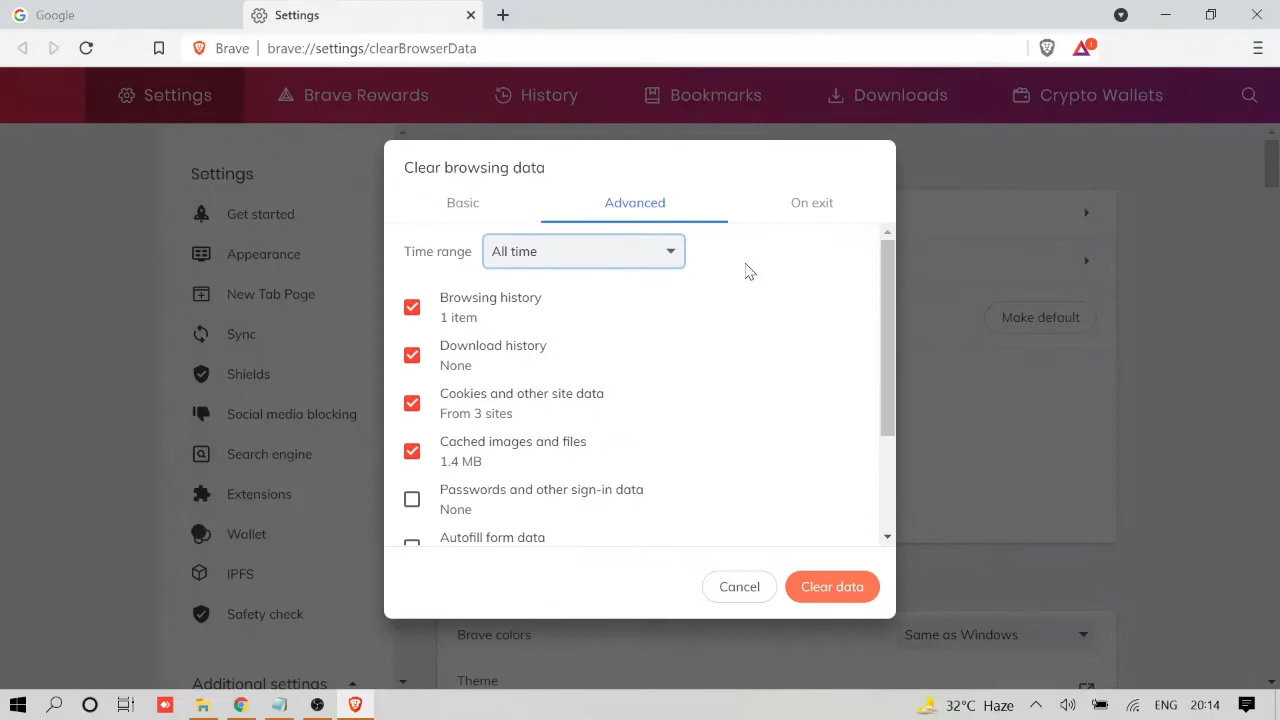 Google
Settings
Brave
brave://settings/clearBrowserData
1
Settings
Brave Rewards
History
Bookmarks
Downloads
Crypto Wallets
Settings
Get started
Appearance
New Tab Page
Sync
Shields
Social media blocking
Search engine
Extensions
Wallet
IPFS
Safety check
Additional settings
Clear browsing data
Basic
Advanced
On exit
Time range
All time
Browsing history
1 item
Download history
None
Cookies and other site data
From 3 sites
Cached images and files
1.4 MB
Passwords and other sign-in data
None
Autofill form data
Cancel
Clear data
Make default
Brave colors
Same as Windows
Theme
32°C Haze
ENG
20:14